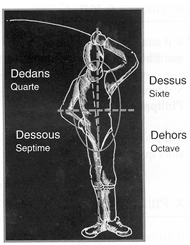 Dedans
Quarte
Dessus
Sixte
Dessous
Septime
Dehors
Octave